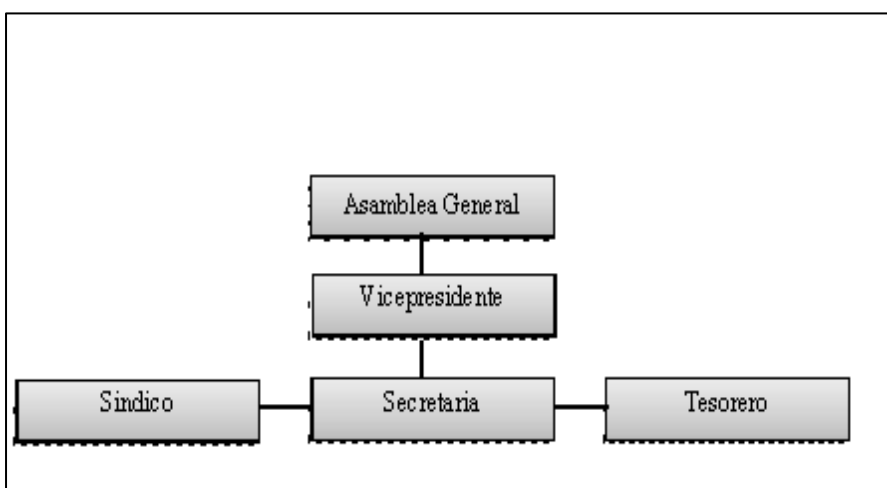 Asamblea General
Vicepresidente
Sindico
Secretaria
Tesorero